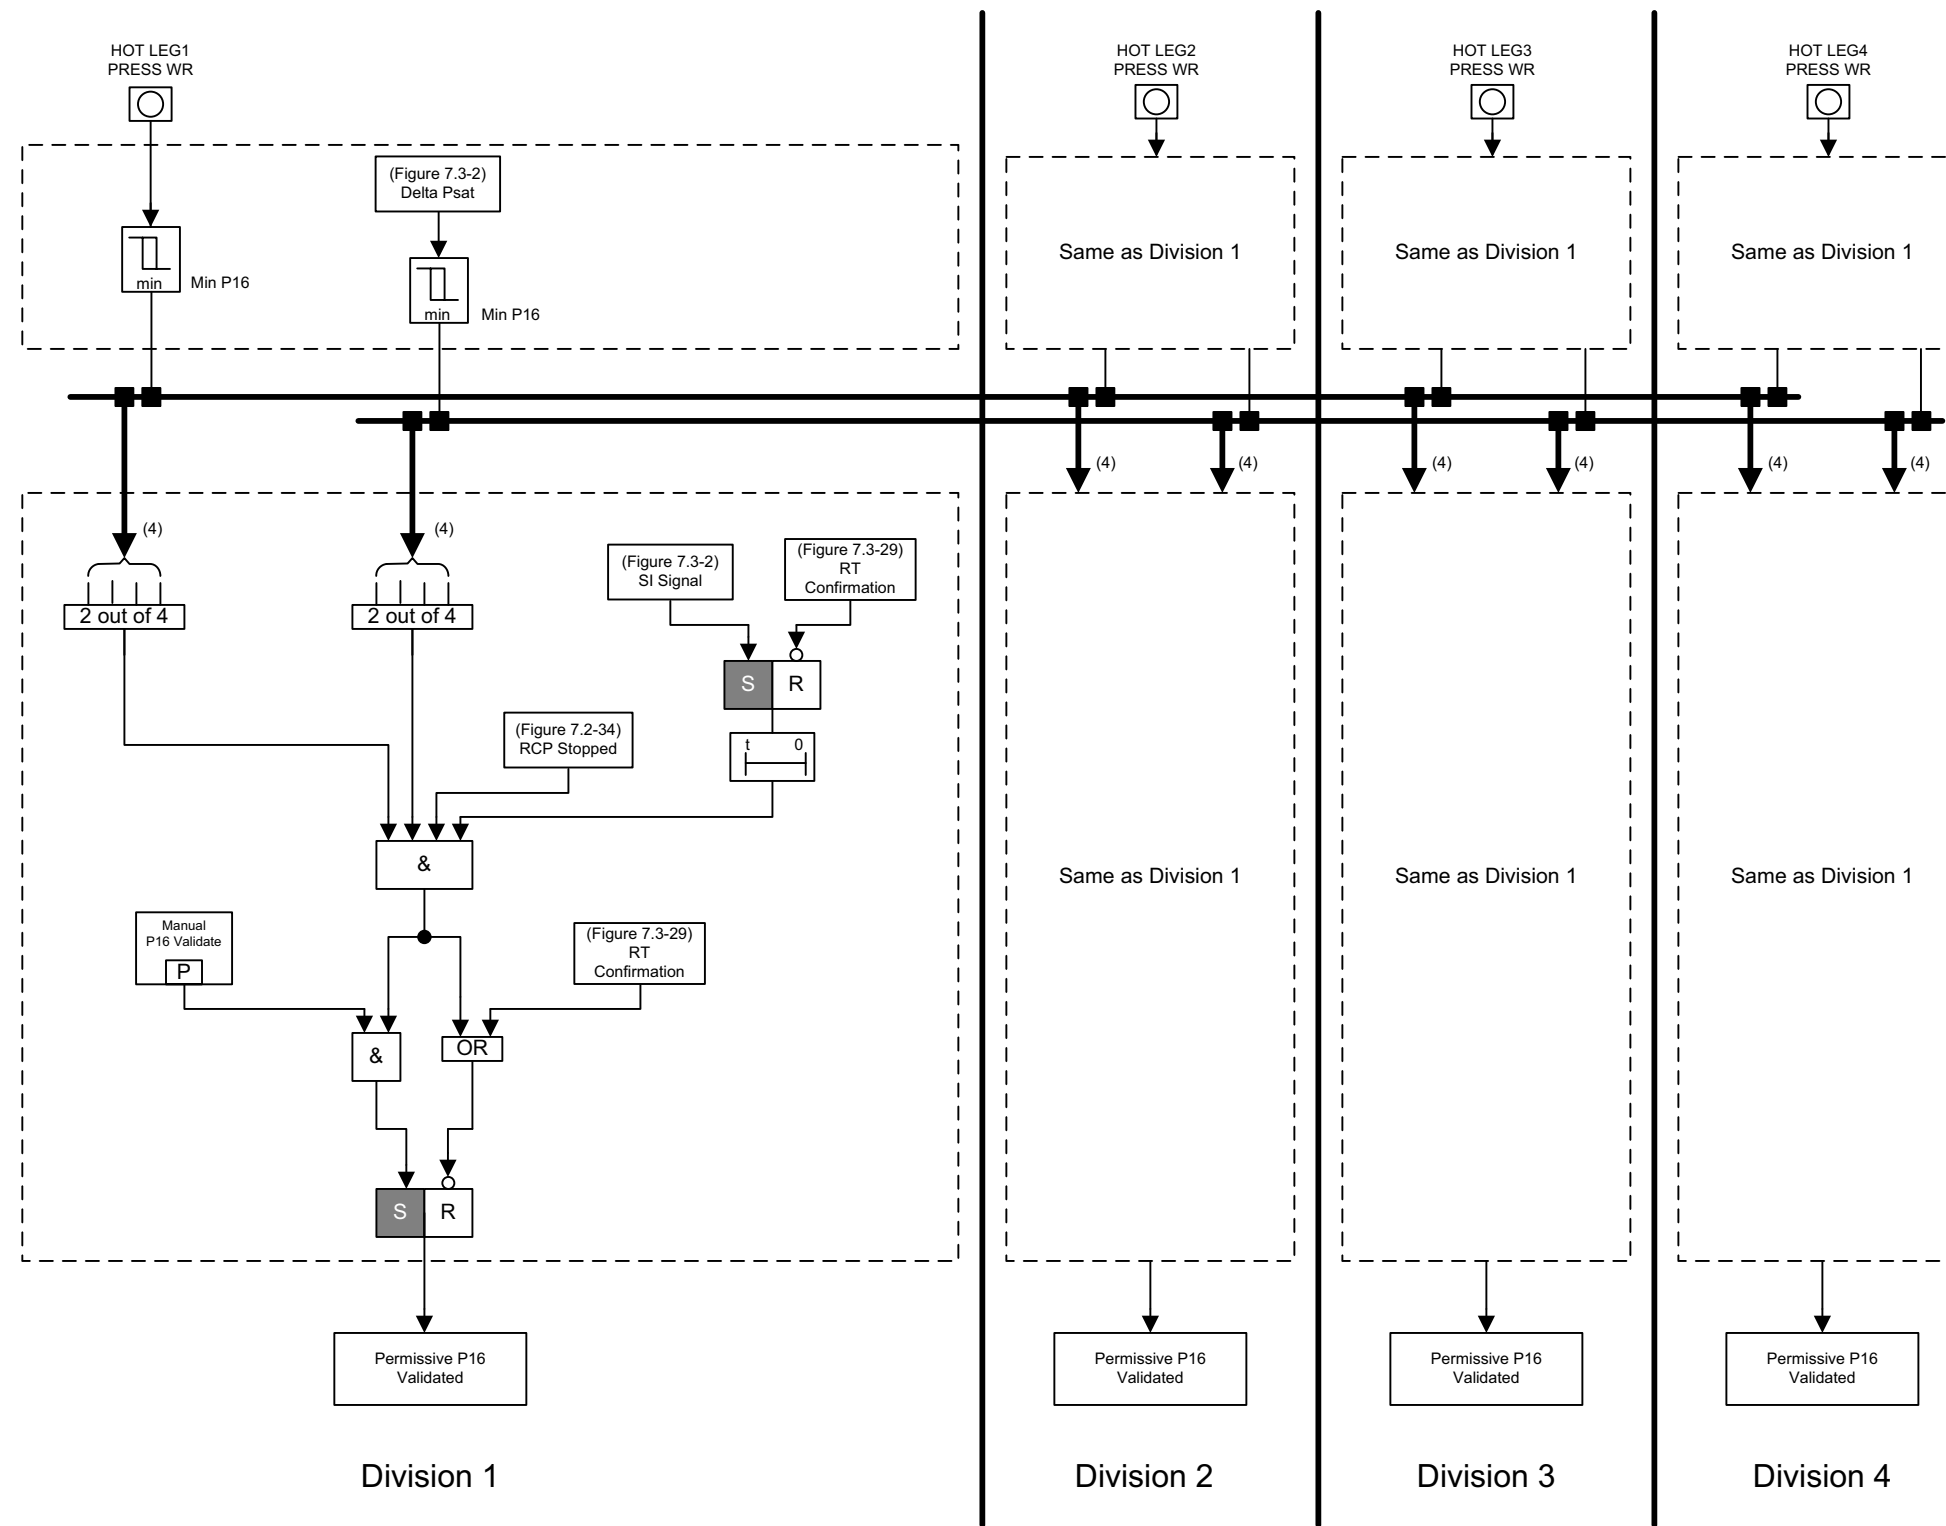 HOT LEG1
PRESS WR
HOT LEG2
PRESS WR
HOT LEG3
PRESS WR
HOT LEG4
PRESS WR
(Figure 7.3-2)
Delta Psat
min
Min P16
min
Min P16
Same as Division 1
Same as Division 1
Same as Division 1
(4)
(4)
(4)
(4)
(4)
(4)
(4)
(4)
2 out of 4
2 out of 4
(Figure 7.3-2)
SI Signal
(Figure 7.3-29)
RT
Confirmation
S
R
(Figure 7.2-34)
RCP Stopped
t
0
&
Same as Division 1
Same as Division 1
Same as Division 1
Manual
P16 Validate
P
(Figure 7.3-29)
RT
Confirmation
&
OR
S
R
Permissive P16
Validated
Permissive P16
Validated
Permissive P16
Validated
Permissive P16
Validated
Division 1
Division 2
Division 3
Division 4